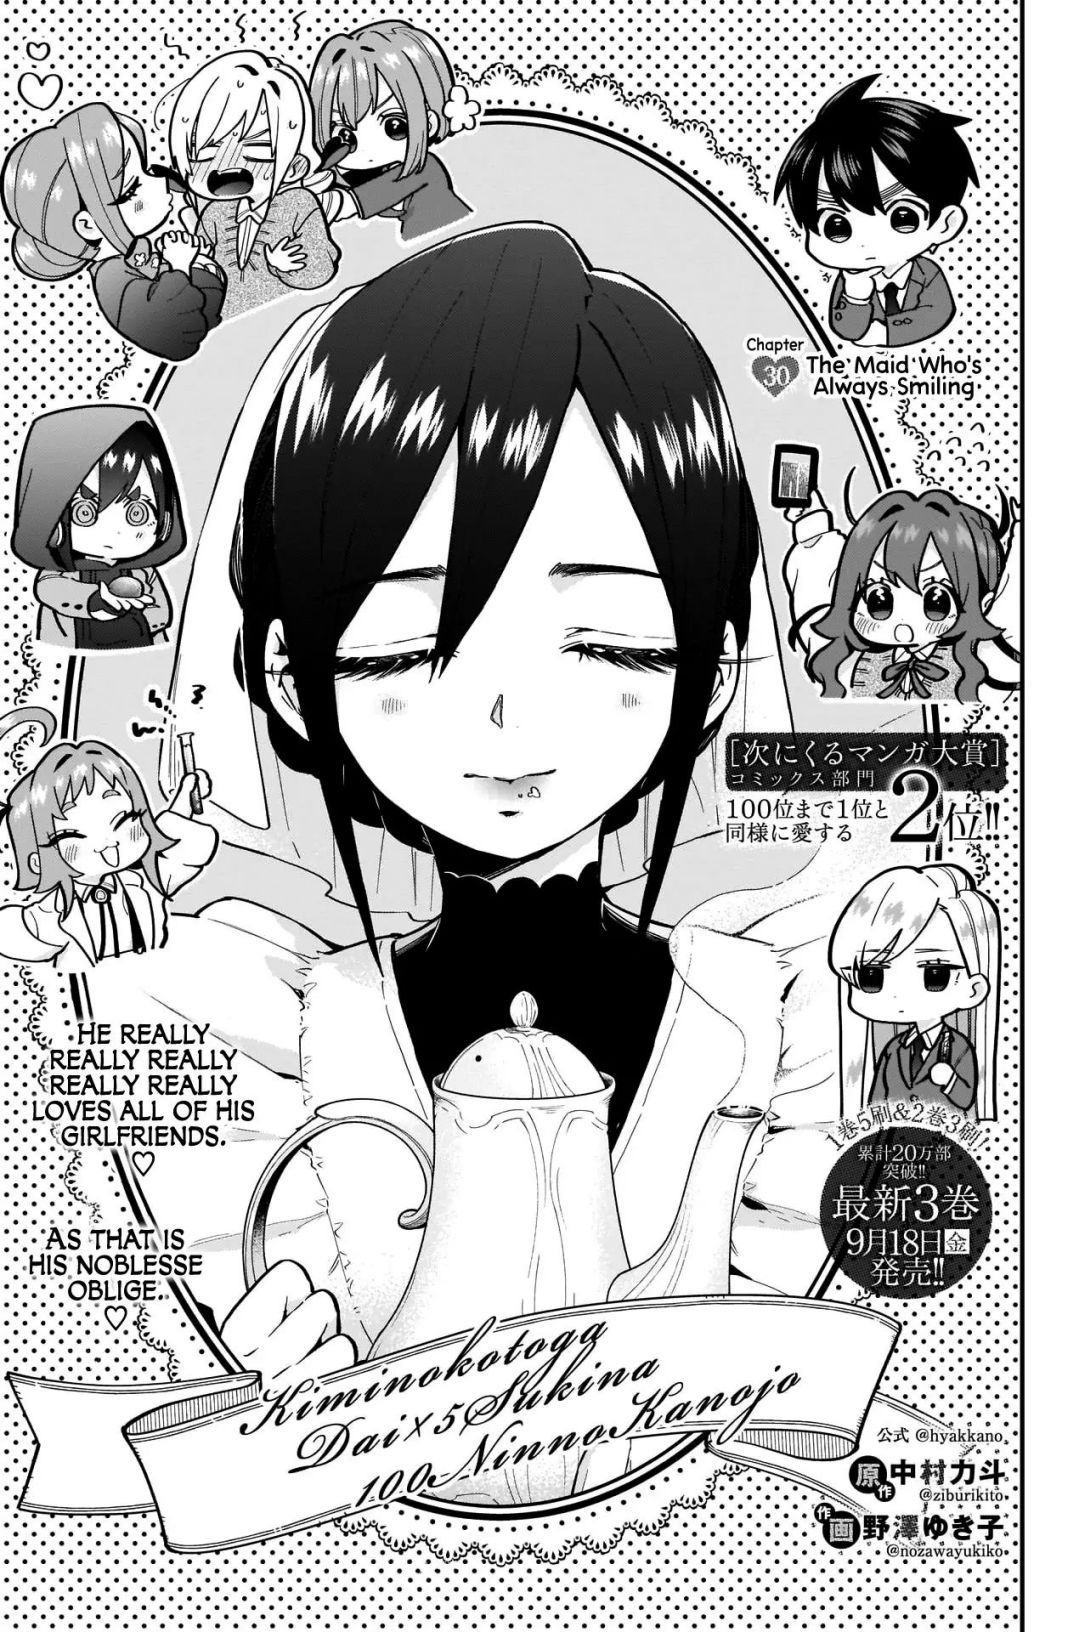 Chapter
30
The Maid Who's
Always Smiling
[次にくるマンガ大賞]
コミックス部門
100位まで1位と
同様に愛する
2位!!
HE REALLY
REALLY REALLY
REALLY REALLY
LOVES ALL OF HIS
GIRLFRIENDS.
♡
AS THAT IS
HIS NOBLESSE
OBLIGE.
♡
1巻5刷&2巻3刷!
累計20万部
突破!!
最新3巻
9月18日金
発売!!
Kiminokotoga
Dai×5Sukina
100NinnoKanojo
公式 @hyakkano
原作 中村力斗
@ziburikito
作画 野澤ゆき子
@nozawayukiko